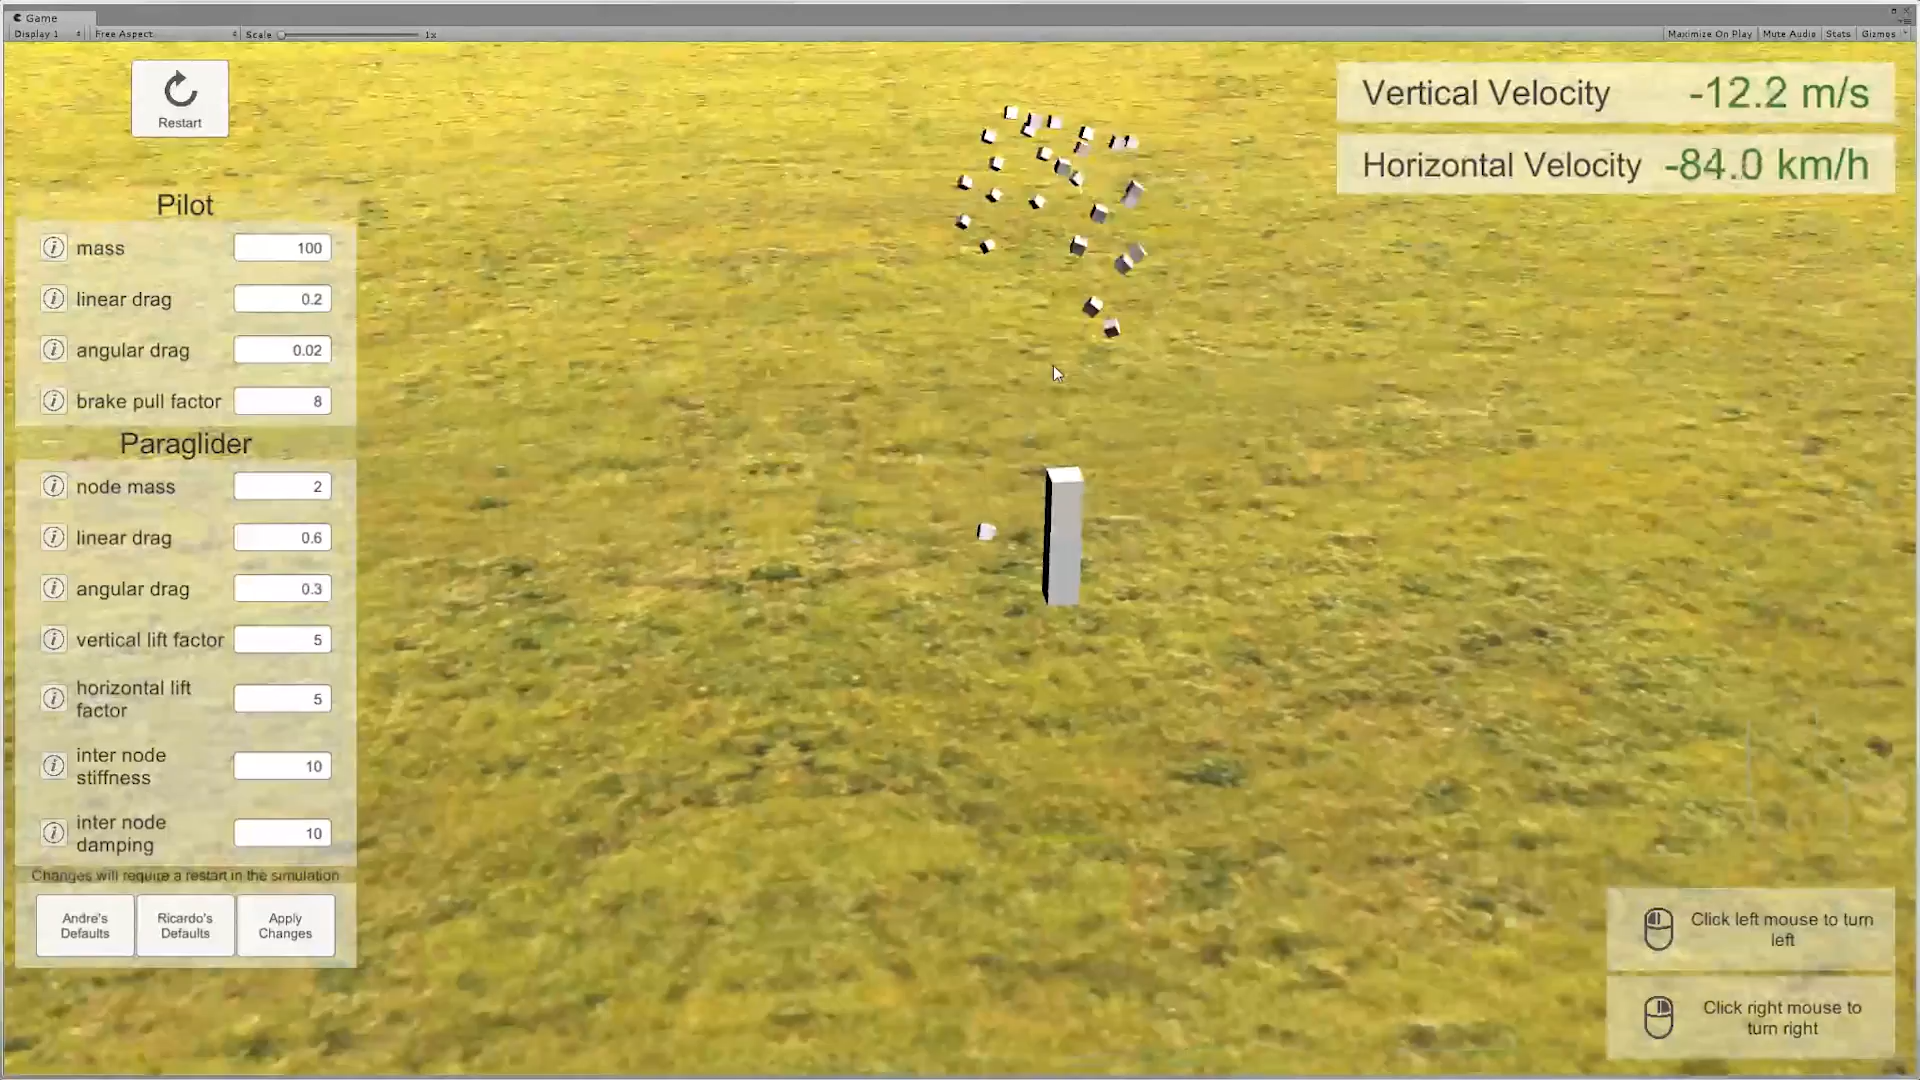 Game
Display 1
Free Aspect
Scale
1x
Maximize On Play
Mute Audio
Stats
Gizmos
Restart
Vertical Velocity -12.2 m/s
Horizontal Velocity -84.0 km/h
Pilot
mass 100
linear drag 0.2
angular drag 0.02
brake pull factor 8
Paraglider
node mass 2
linear drag 0.6
angular drag 0.3
vertical lift factor 5
horizontal lift
factor 5
inter node
stiffness 10
inter node
damping 10
Changes will require a restart in the simulation
Andre's
Defaults
Ricardo's
Defaults
Apply
Changes
Click left mouse to turn
left
Click right mouse to
turn right